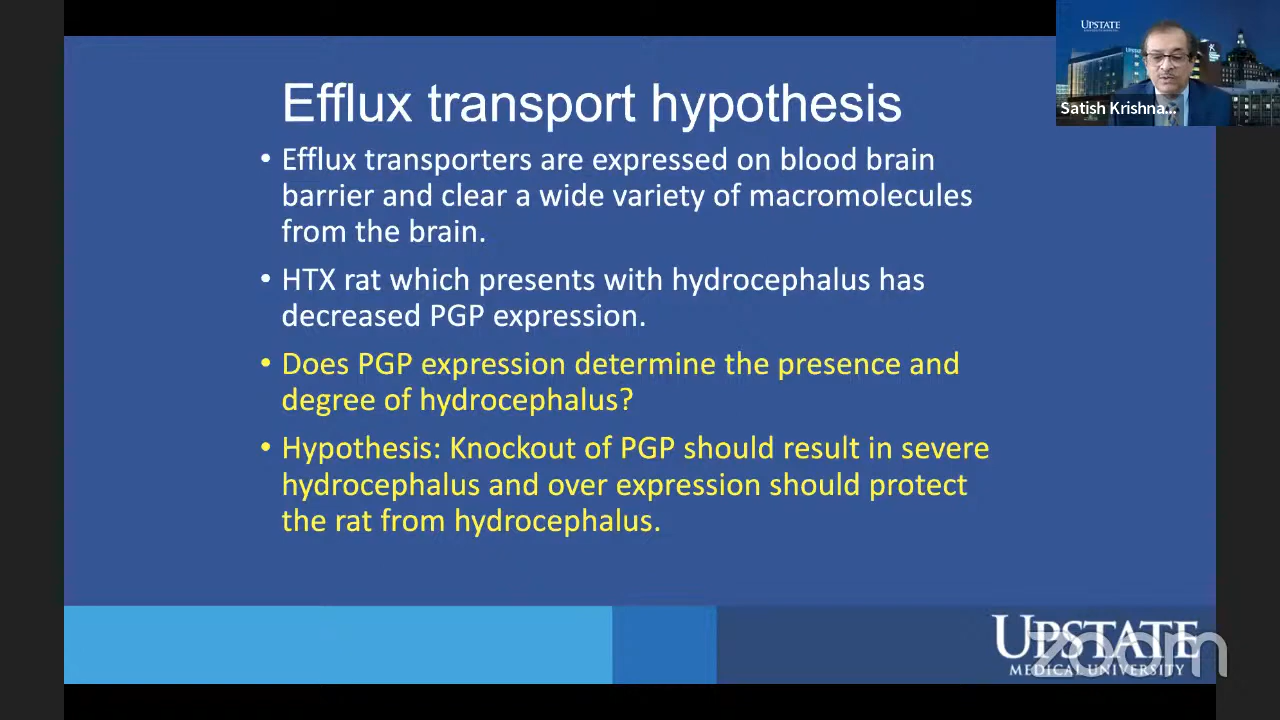 UPSTATE
Satish Krishna...
Efflux transport hypothesis
• Efflux transporters are expressed on blood brain
barrier and clear a wide variety of macromolecules
from the brain.
• HTX rat which presents with hydrocephalus has
decreased PGP expression.
• Does PGP expression determine the presence and
degree of hydrocephalus?
• Hypothesis: Knockout of PGP should result in severe
hydrocephalus and over expression should protect
the rat from hydrocephalus.
UPSTATE
MEDICAL UNIVERSITY
zoom